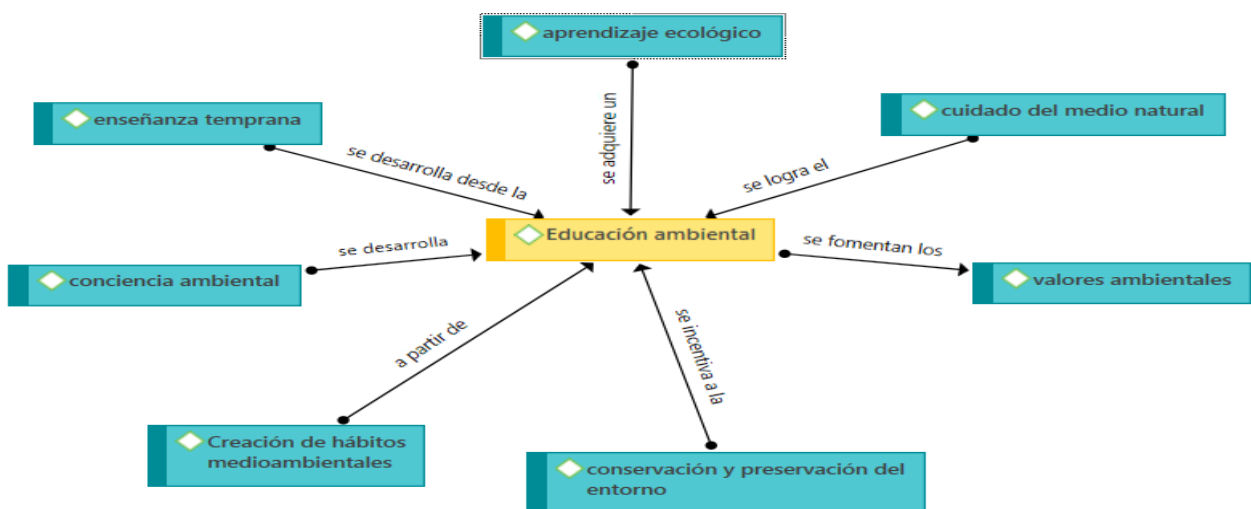 aprendizaje ecológico
enseñanza temprana
cuidado del medio natural
se desarrolla desde la
se adquiere un
se logra el
Educación ambiental
se desarrolla
se fomentan los
conciencia ambiental
valores ambientales
a partir de
se incentiva a la
Creación de hábitos
medioambientales
conservación y preservación del
entorno